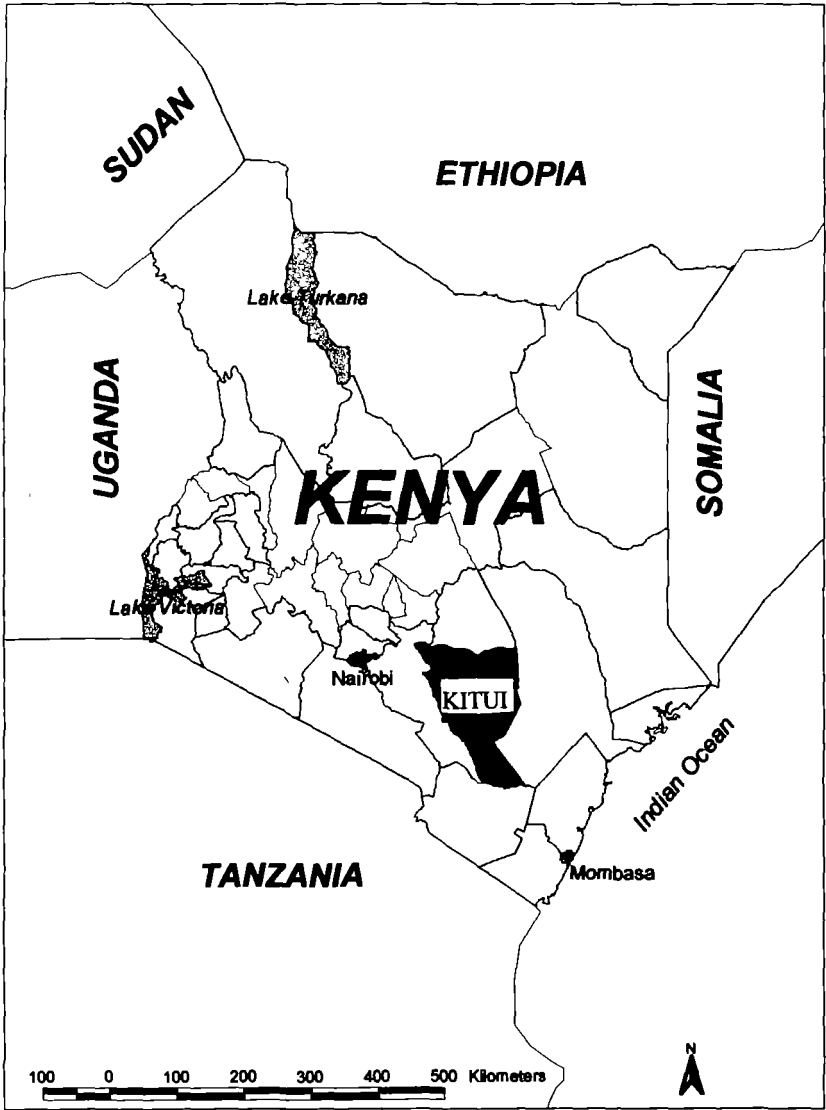 SUDAN
ETHIOPIA
Lake Turkana
UGANDA
SOMALIA
KENYA
Lake Victoria
Nairobi
KITUI
Indian Ocean
TANZANIA
Mombasa
N
100 0 100 200 300 400 500 Kilometers